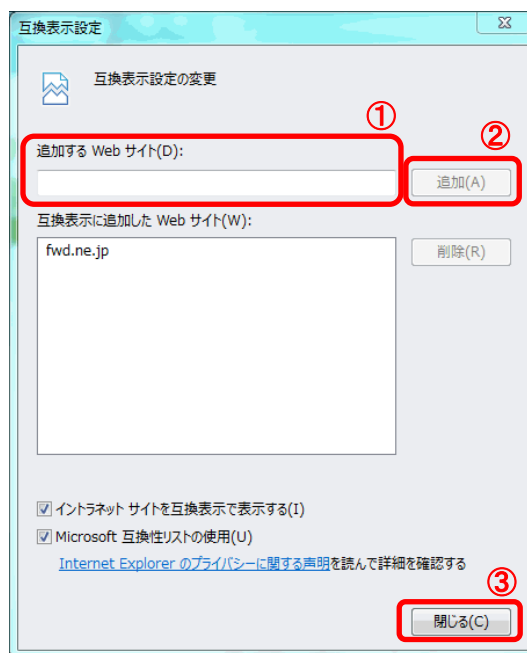 互換表示設定
互換表示設定の変更
①
追加する Web サイト(D):
②
追加(A)
互換表示に追加した Web サイト(W):
fwd.ne.jp
削除(R)
イントラネット サイトを互換表示で表示する(I)
Microsoft 互換性リストの使用(U)
Internet Explorer のプライバシーに関する声明を読んで詳細を確認する
③
閉じる(C)